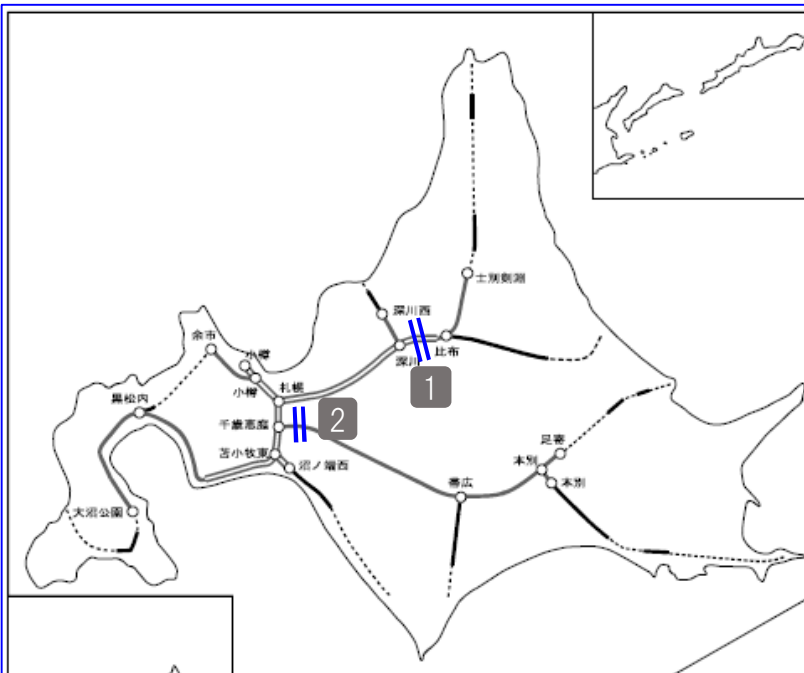 士別剣淵
深川西
余市
小樽
深川
比布
1
小樽
札幌
黒松内
千歳恵庭
2
足寄
苫小牧東
沼ノ端西
本別
帯広
本別
大沼公園